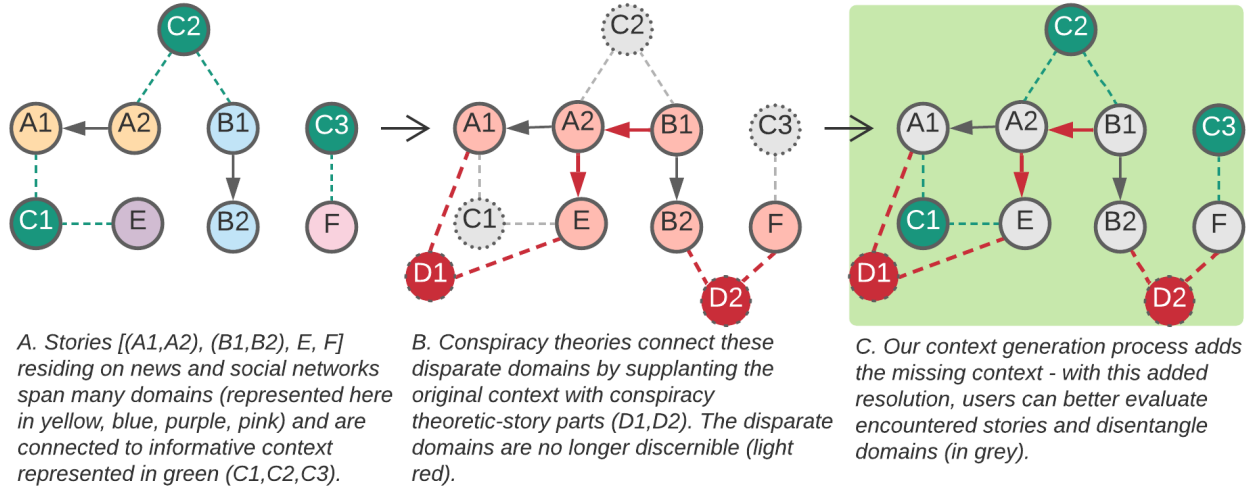 C2
A1
A2
B1
C3
C1
E
B2
F
A. Stories [(A1,A2), (B1,B2), E, F]
residing on news and social networks
span many domains (represented here
in yellow, blue, purple, pink) and are
connected to informative context
represented in green (C1,C2,C3).
C2
A1
A2
B1
C3
C1
E
B2
F
D1
D2
B. Conspiracy theories connect these
disparate domains by supplanting the
original context with conspiracy
theoretic-story parts (D1,D2). The disparate
domains are no longer discernible (light
red).
C2
A1
A2
B1
C3
C1
E
B2
F
D1
D2
C. Our context generation process adds
the missing context - with this added
resolution, users can better evaluate
encountered stories and disentangle
domains (in grey).